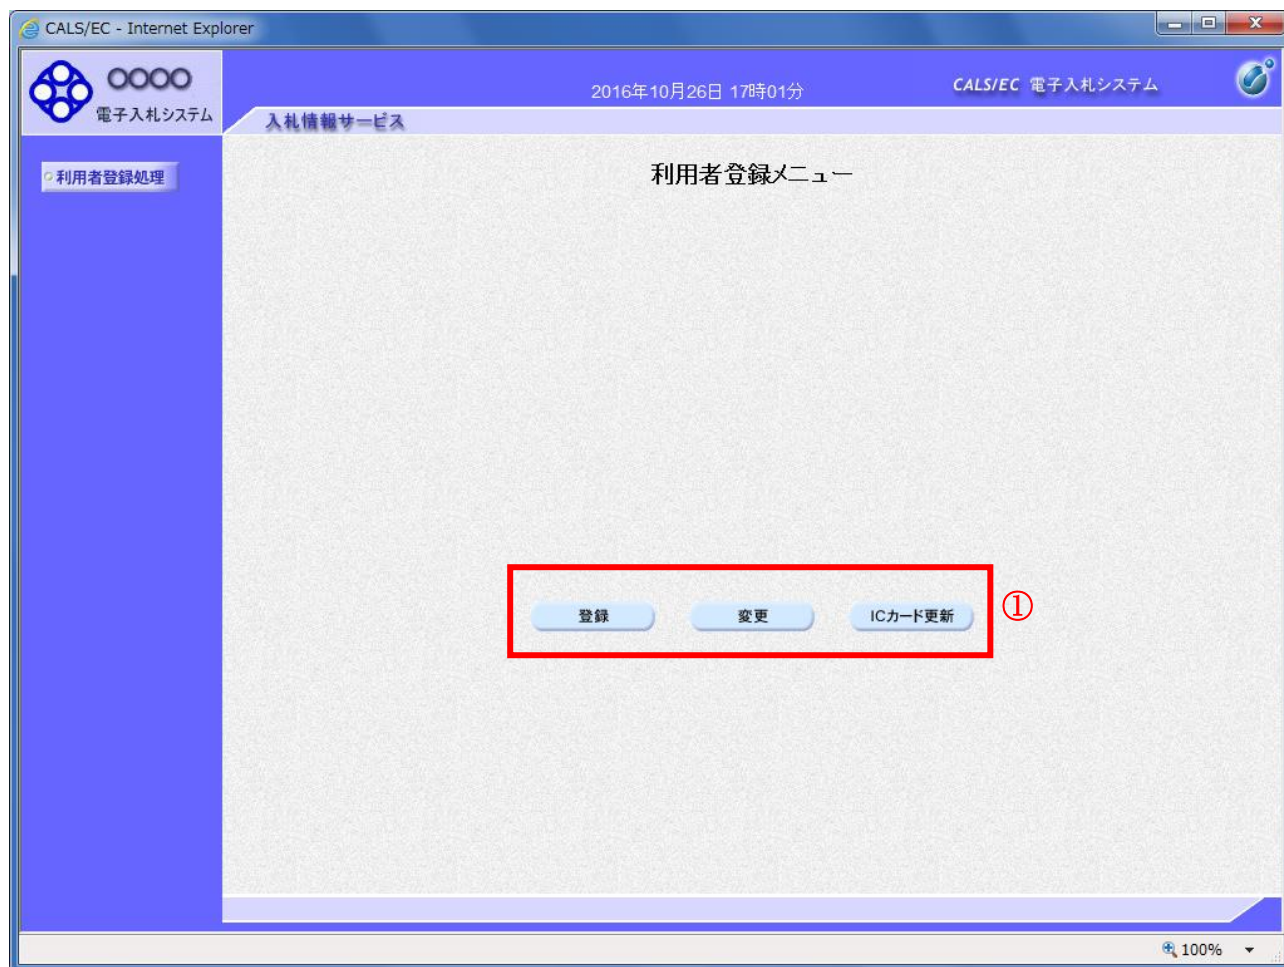 CALS/EC - Internet Explorer
〇〇〇〇
電子入札システム
2016年10月26日 17時01分
CALS/EC 電子入札システム
入札情報サービス
利用者登録処理
利用者登録メニュー
登録
変更
ICカード更新
①
100%